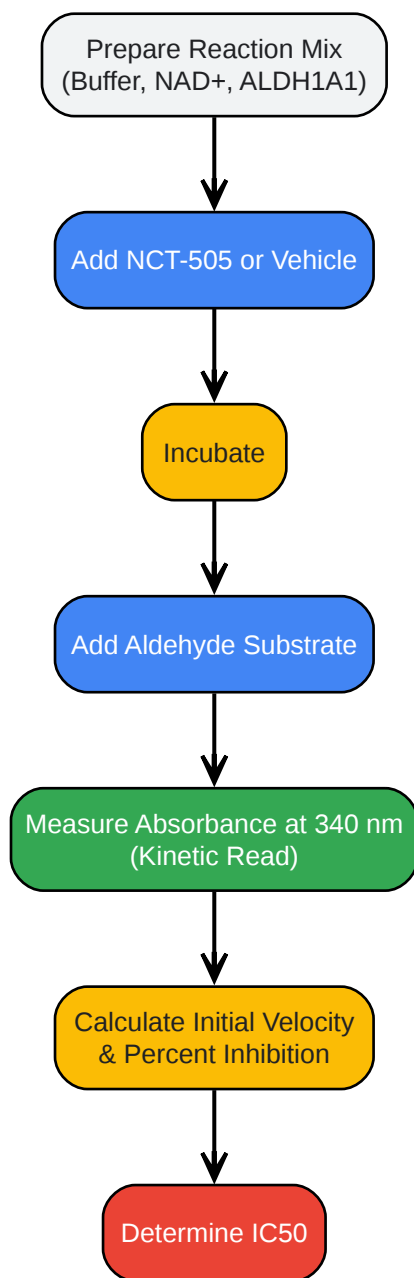 Prepare Reaction Mix
(Buffer, NAD+, ALDH1A1)
Add NCT-505 or Vehicle
Incubate
Add Aldehyde Substrate
Measure Absorbance at 340 nm
(Kinetic Read)
Calculate Initial Velocity
& Percent Inhibition
Determine IC50